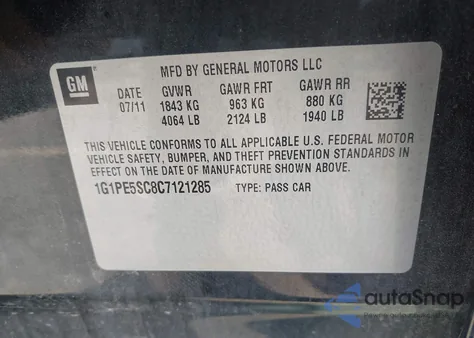 GM
MFD BY GENERAL MOTORS LLC
DATE GVWR GAWR FRT GAWR RR
07/11 1843 KG 963 KG 880 KG
4064 LB 2124 LB 1940 LB
THIS VEHICLE CONFORMS TO ALL APPLICABLE U.S. FEDERAL MOTOR
VEHICLE SAFETY, BUMPER, AND THEFT PREVENTION STANDARDS IN
EFFECT ON THE DATE OF MANUFACTURE SHOWN ABOVE.
1G1PE5SC8C7121285 TYPE: PASS CAR
autoSnap